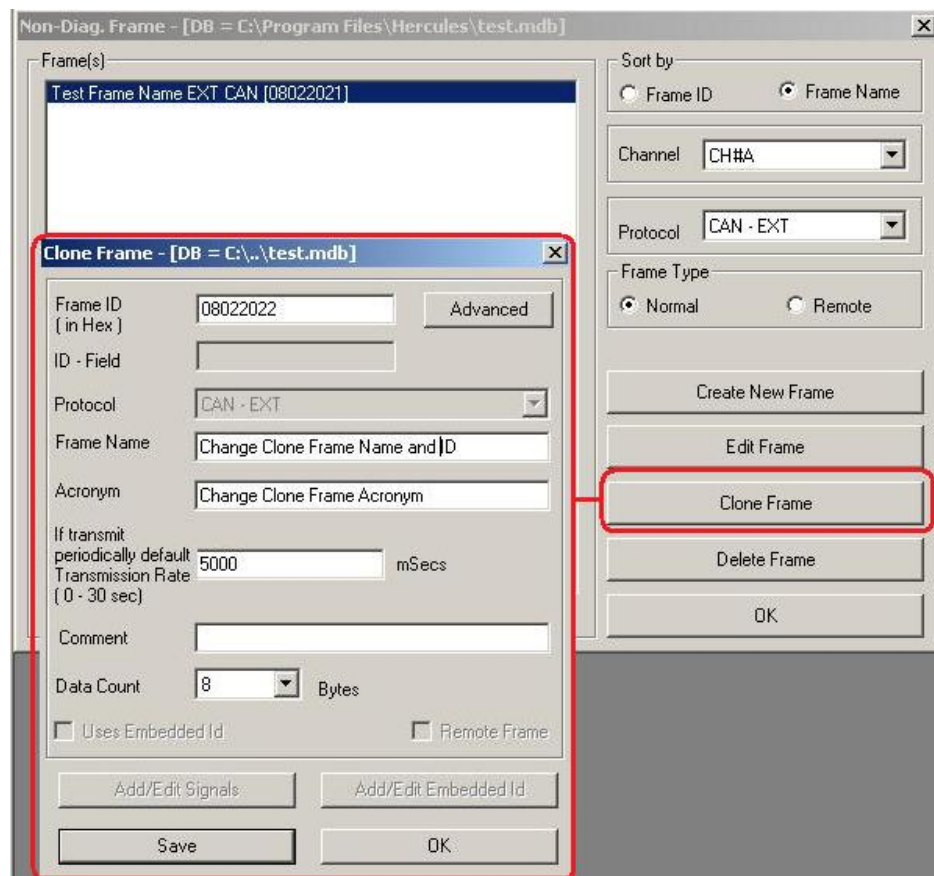 Non-Diag. Frame - [DB = C:\Program Files\Hercules\test.mdb]
Frame(s)
Test Frame Name EXT CAN [08022021]
Sort by
Frame ID
Frame Name
Channel
CH#A
Protocol
CAN - EXT
Frame Type
Normal
Remote
Create New Frame
Edit Frame
Clone Frame
Delete Frame
OK
Clone Frame - [DB = C:\..\test.mdb]
Frame ID
( in Hex )
08022022
Advanced
ID - Field
Protocol
CAN - EXT
Frame Name
Change Clone Frame Name and ID
Acronym
Change Clone Frame Acronym
If transmit
periodically default
Transmission Rate
( 0 - 30 sec)
5000
mSecs
Comment
Data Count
8
Bytes
Uses Embedded Id
Remote Frame
Add/Edit Signals
Add/Edit Embedded Id
Save
OK